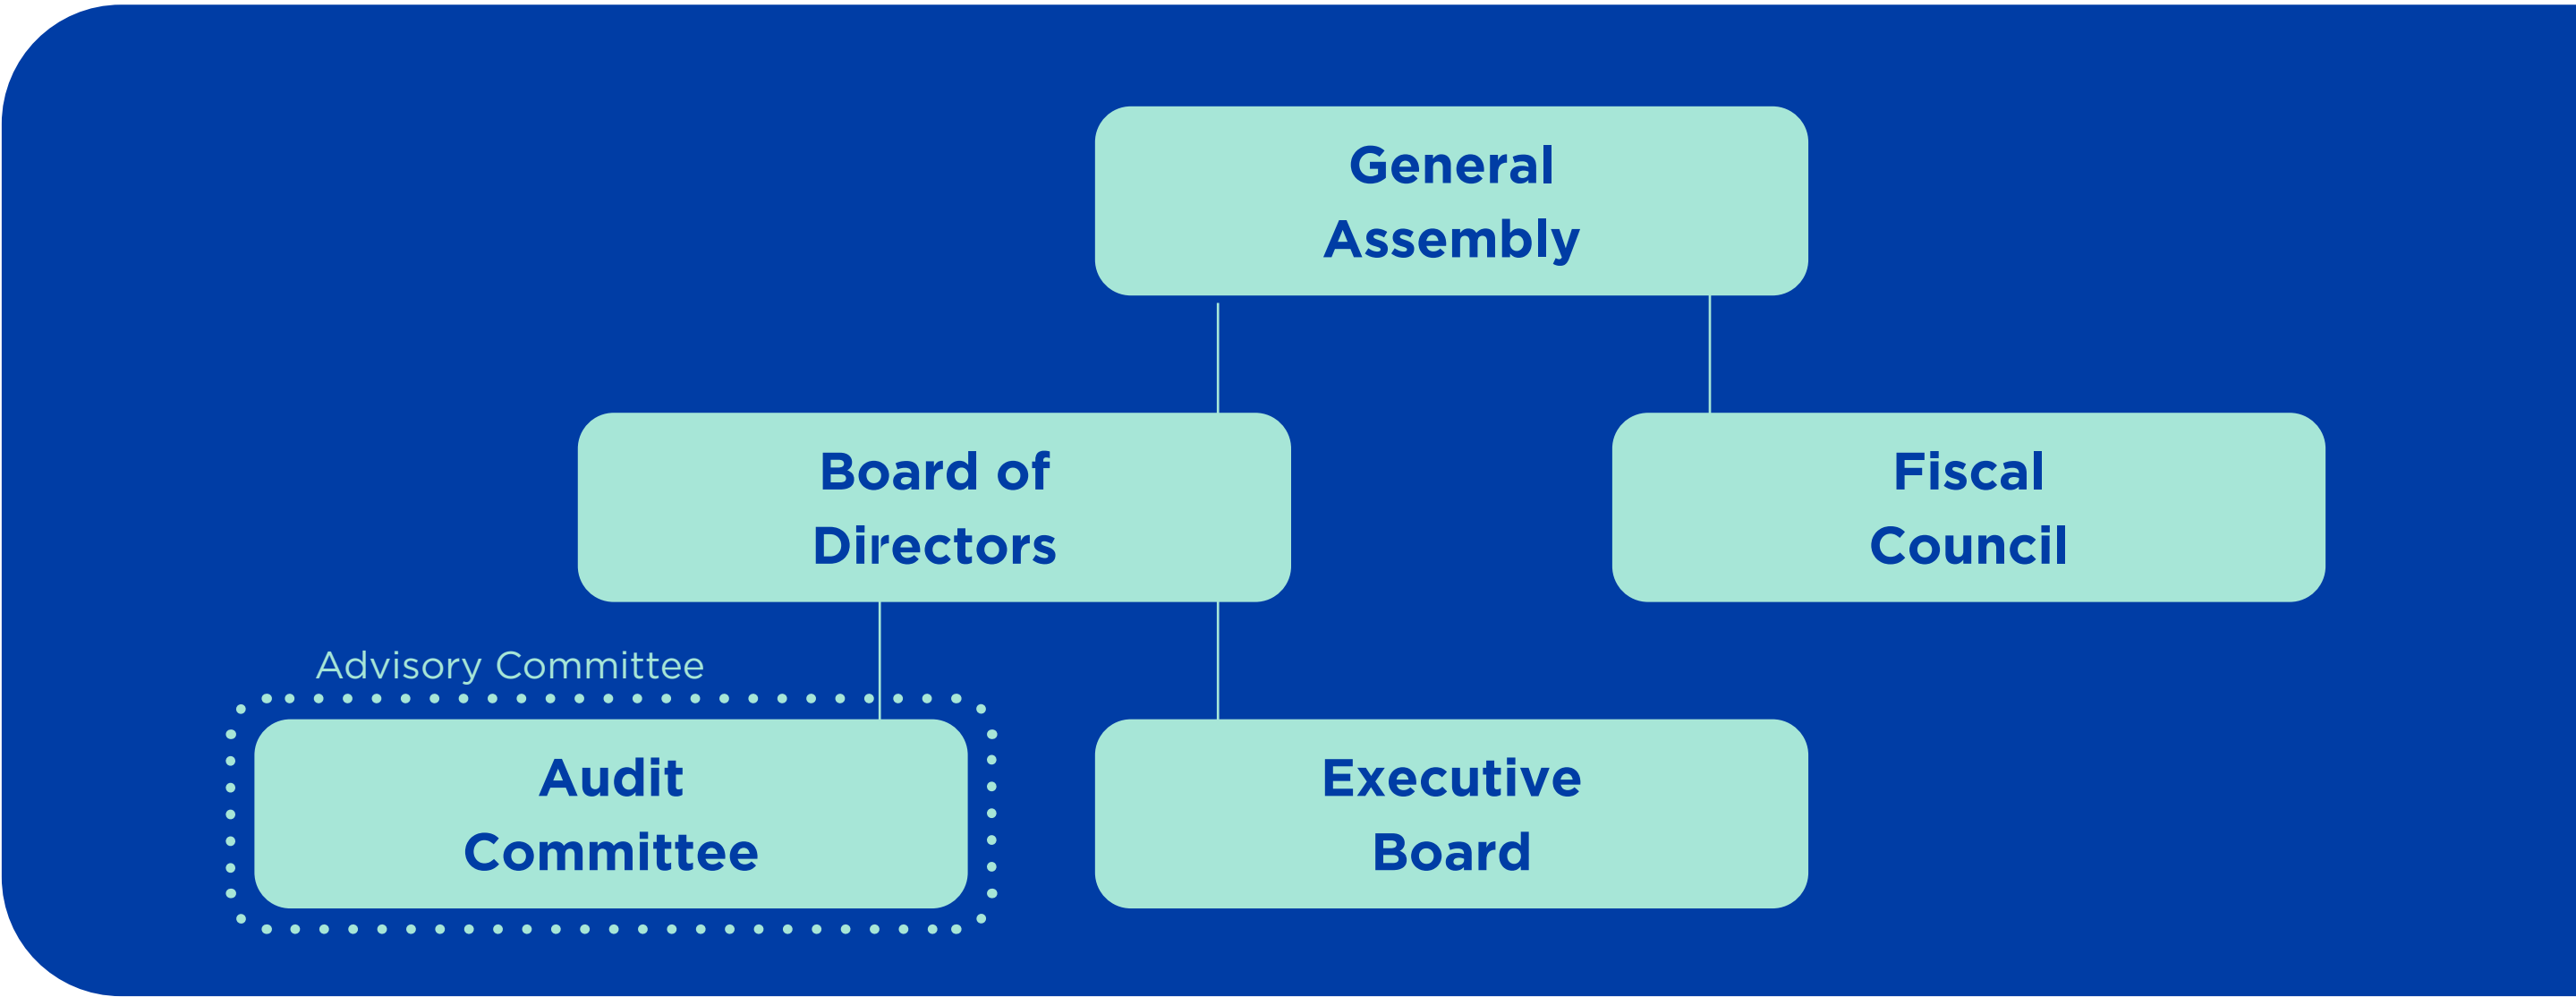 General
Assembly
Board of
Directors
Fiscal
Council
Advisory Committee
Audit
Committee
Executive
Board